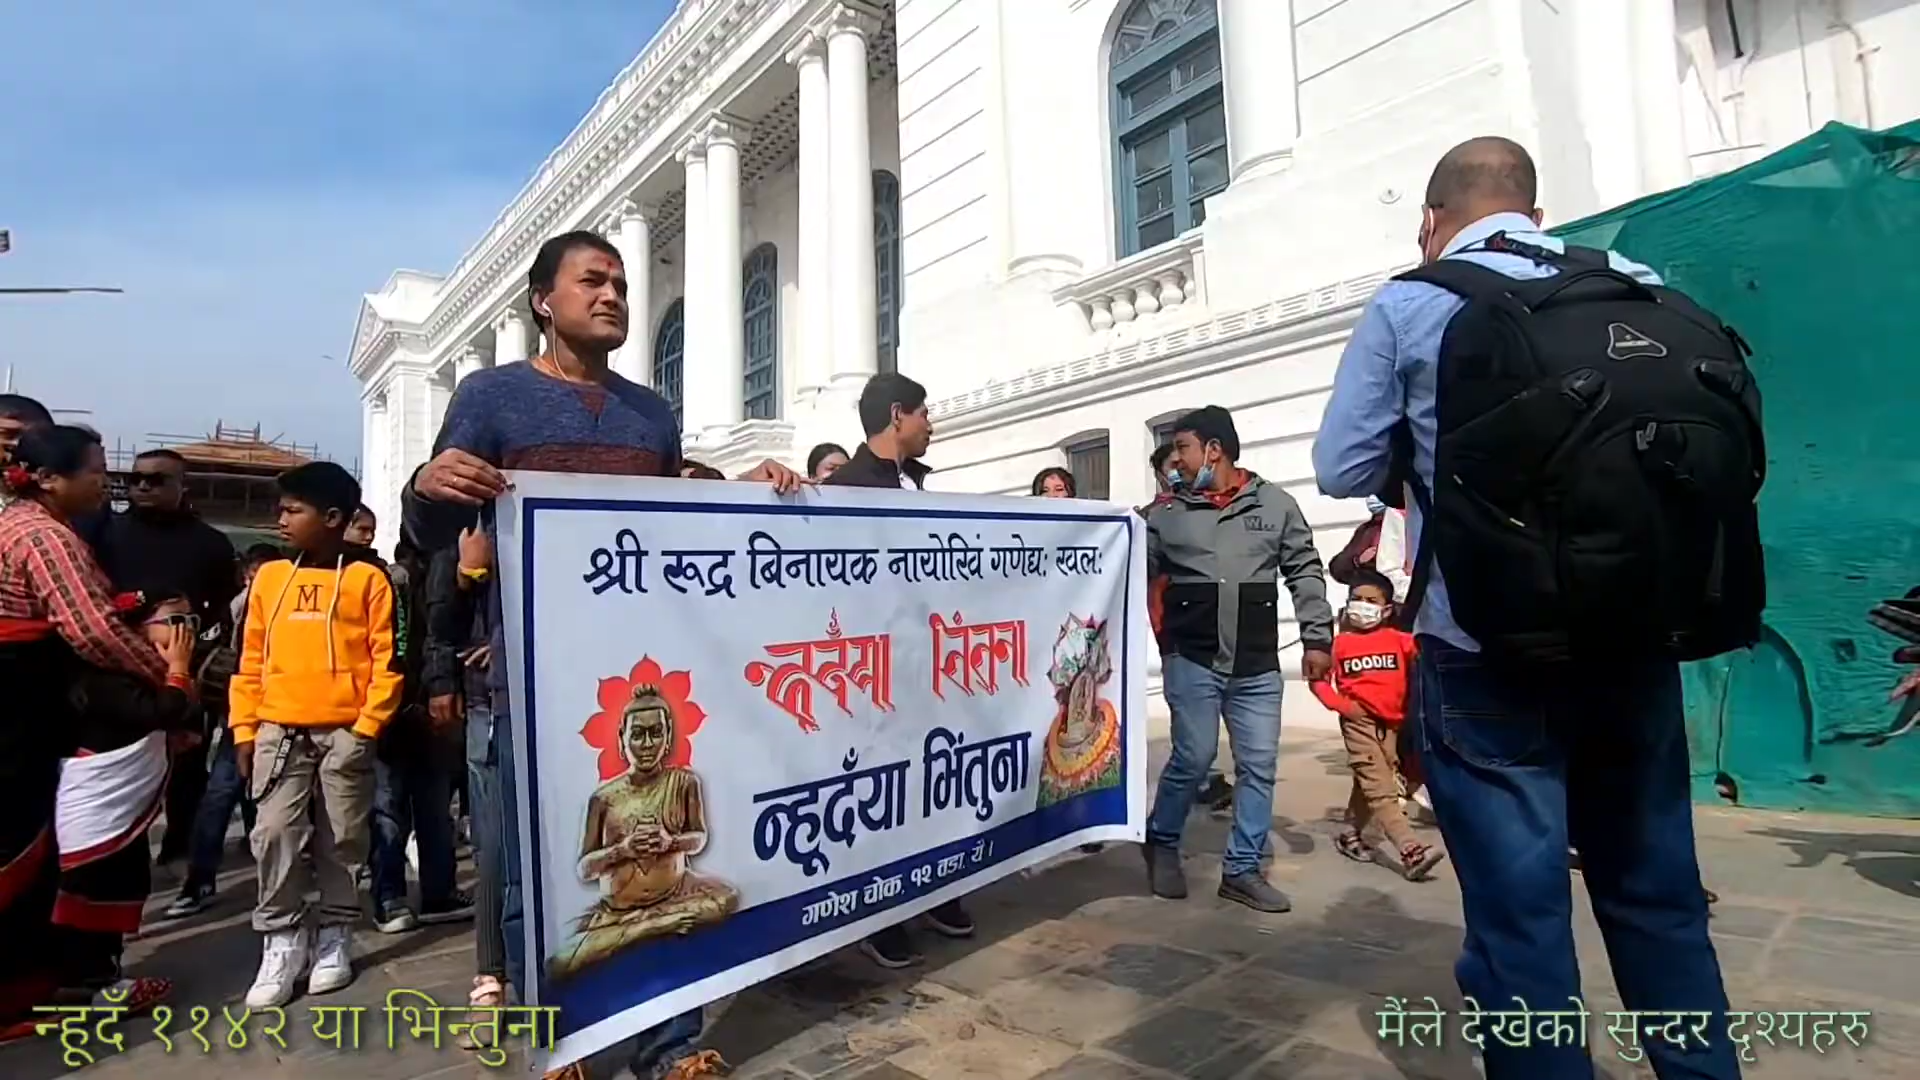 श्री रूद्र बिनायक नायोखिं गणेद्यः खलः
न्हूदँया भिंतुना
गणेश चोक, १२ वडा, ये ।
M
FOODIE
न्हूदँ ११४२ या भिन्तुना
मैंले देखेको सुन्दर दृश्यहरु